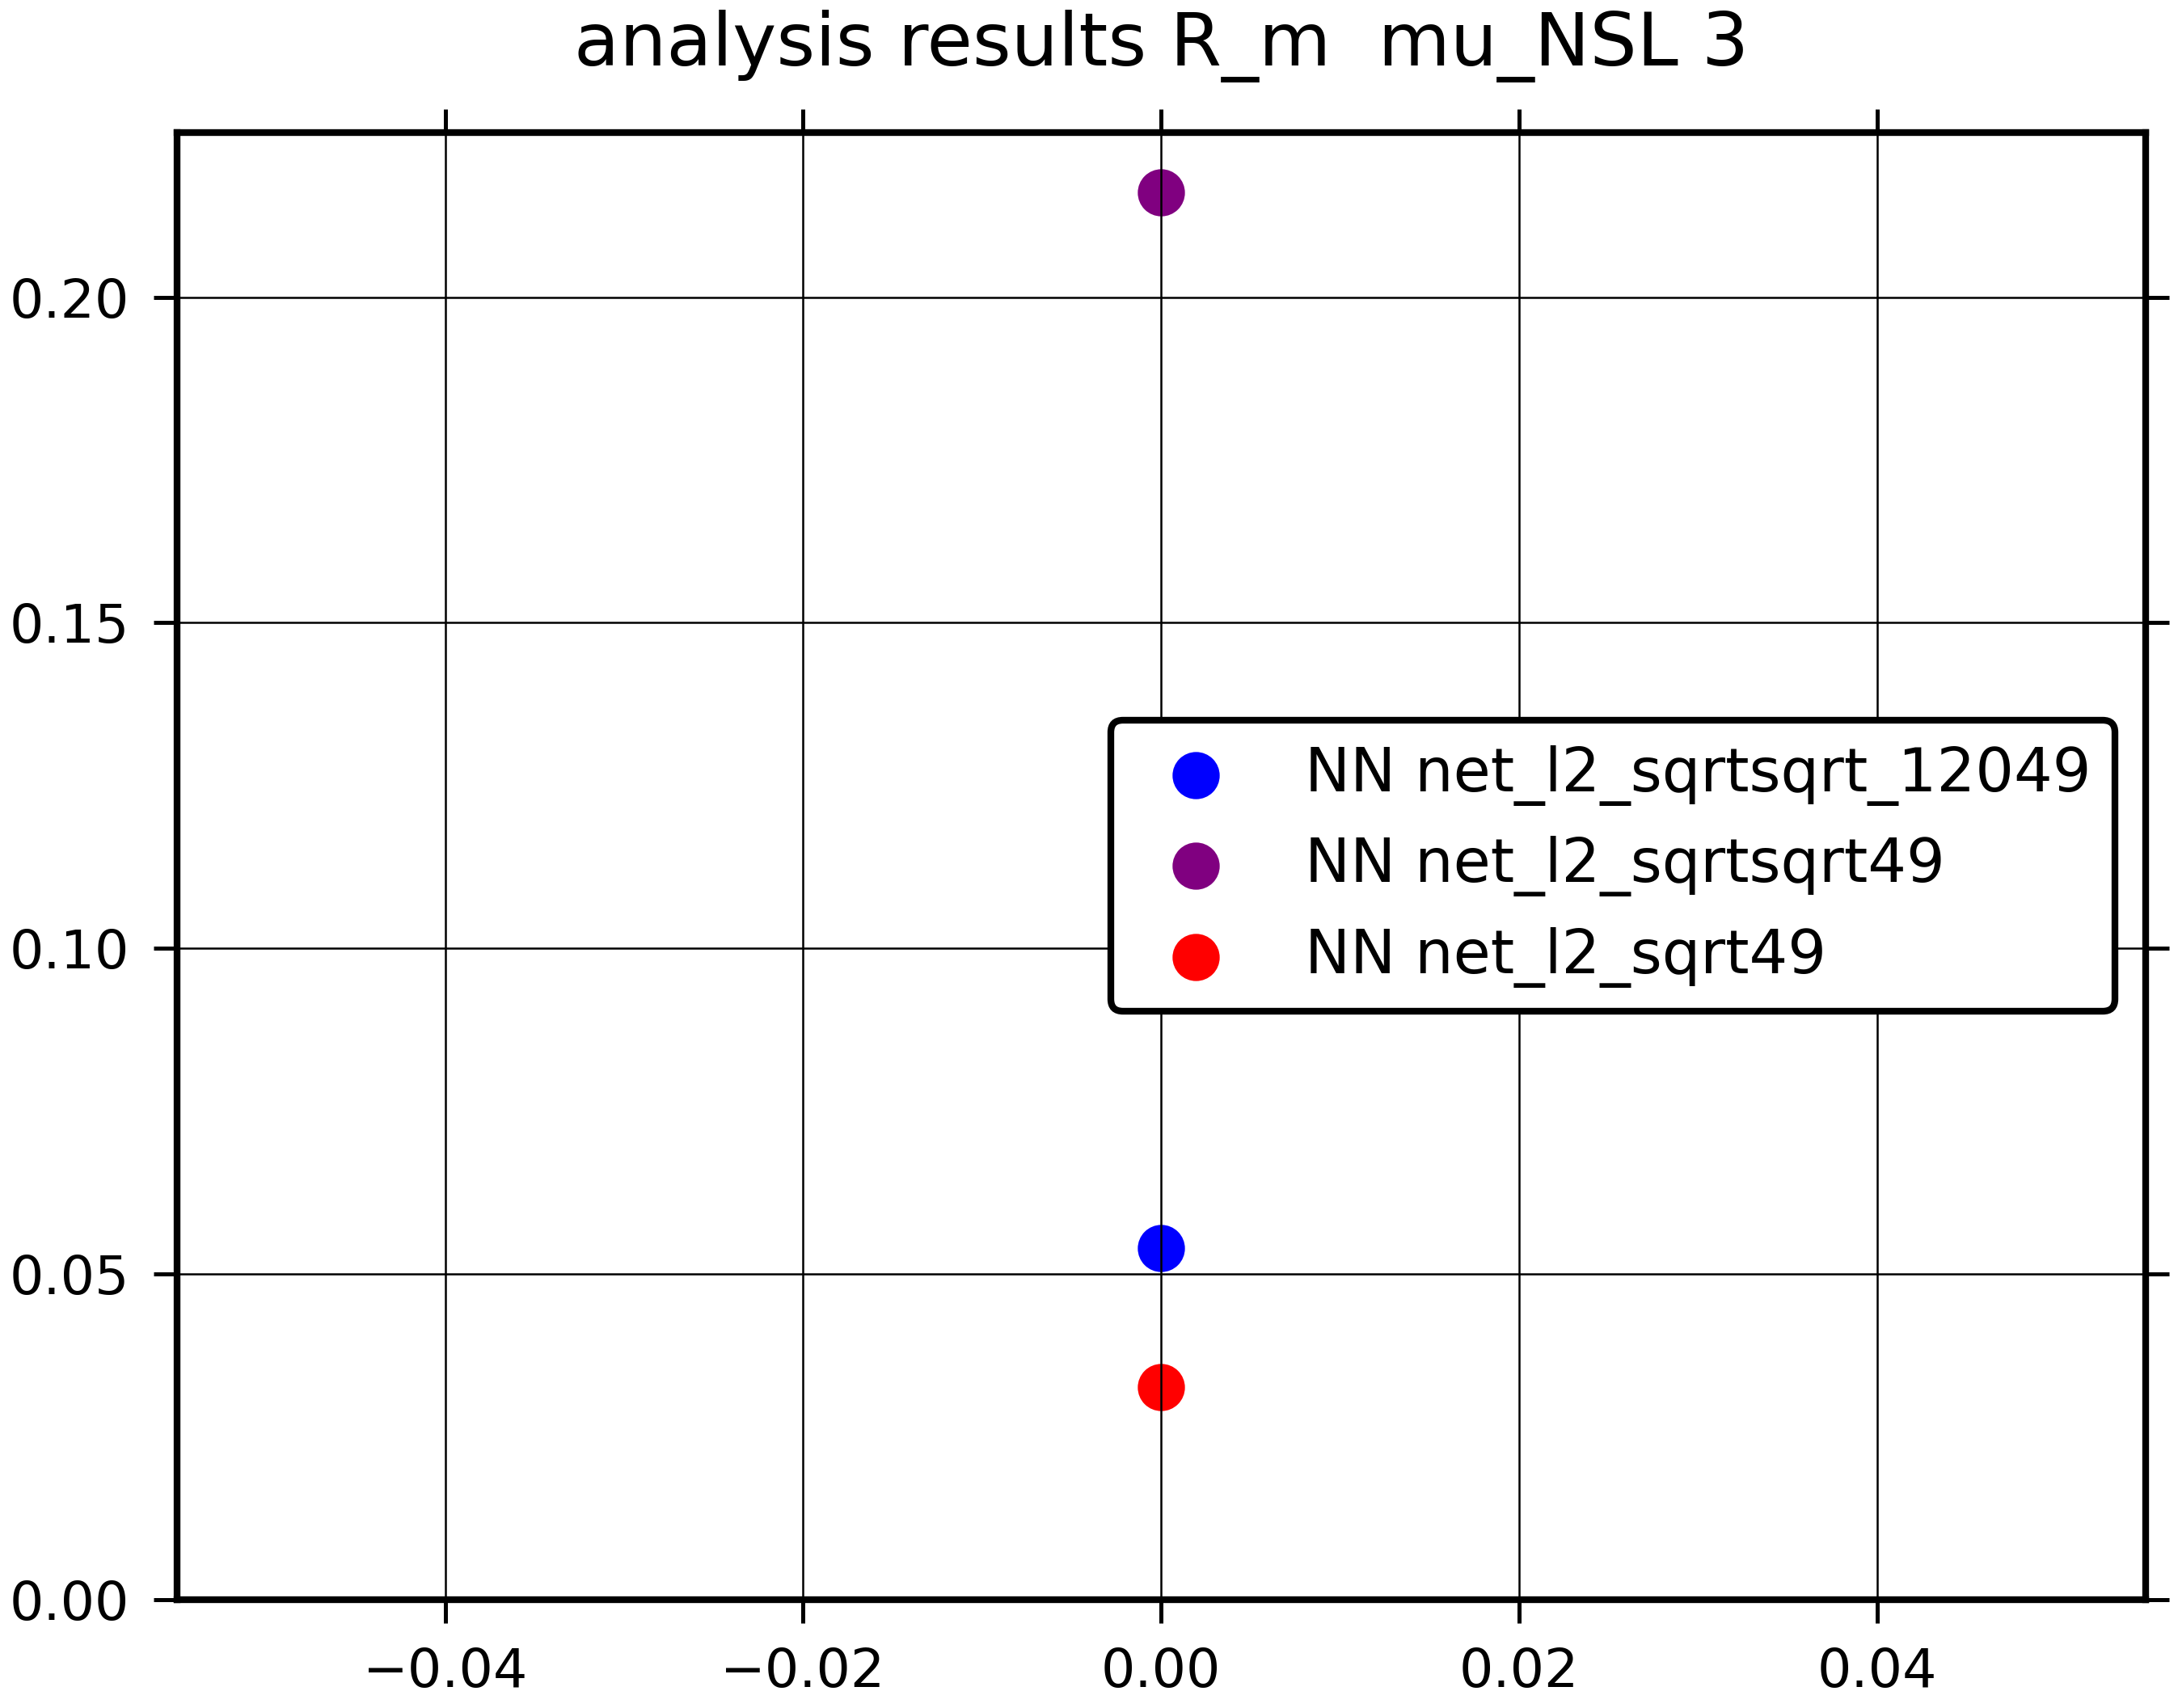 analysis results R_m  mu_NSL 3
0.20
0.15
0.10
0.05
0.00
NN net_l2_sqrtsqrt_12049
NN net_l2_sqrtsqrt49
NN net_l2_sqrt49
−0.04
−0.02
0.00
0.02
0.04